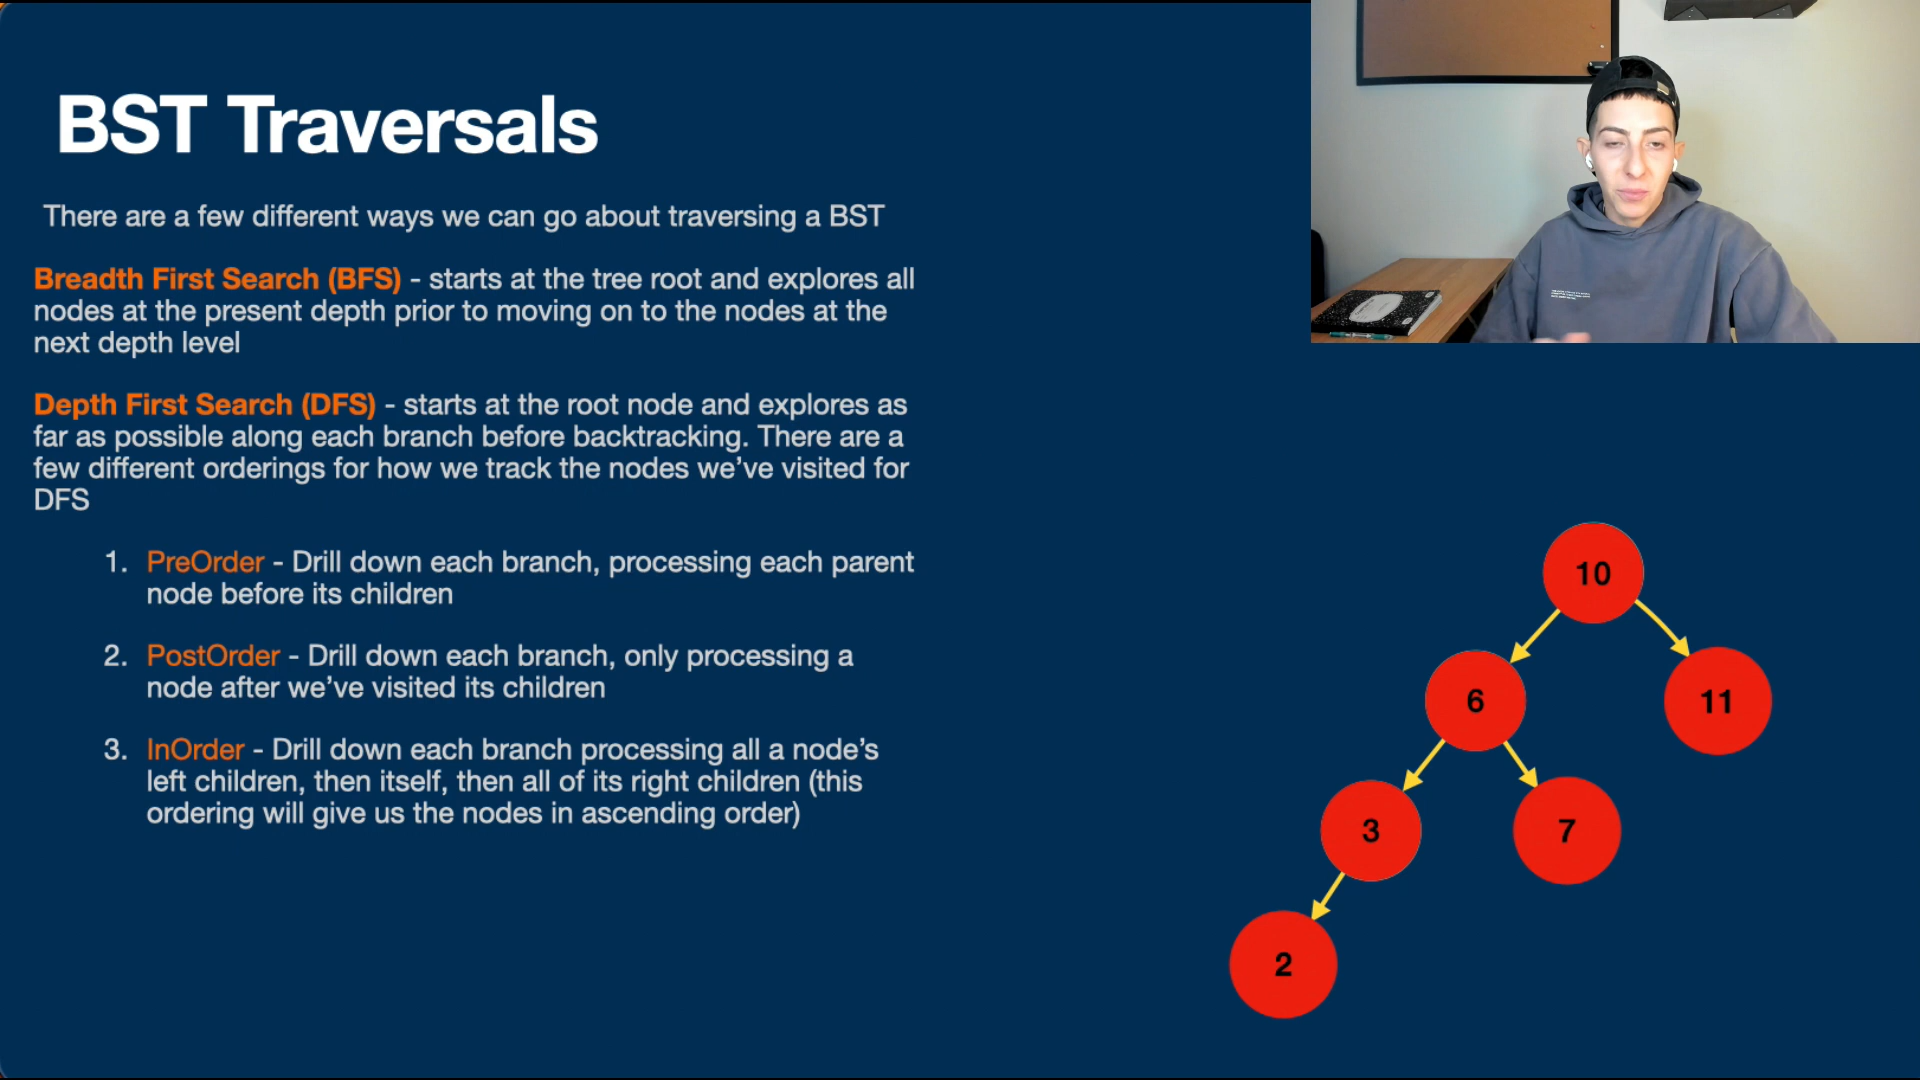 BST Traversals
There are a few different ways we can go about traversing a BST
Breadth First Search (BFS) - starts at the tree root and explores all
nodes at the present depth prior to moving on to the nodes at the
next depth level
Depth First Search (DFS) - starts at the root node and explores as
far as possible along each branch before backtracking. There are a
few different orderings for how we track the nodes we’ve visited for
DFS
1. PreOrder - Drill down each branch, processing each parent
node before its children
2. PostOrder - Drill down each branch, only processing a
node after we’ve visited its children
3. InOrder - Drill down each branch processing all a node’s
left children, then itself, then all of its right children (this
ordering will give us the nodes in ascending order)
10
6
11
3
7
2